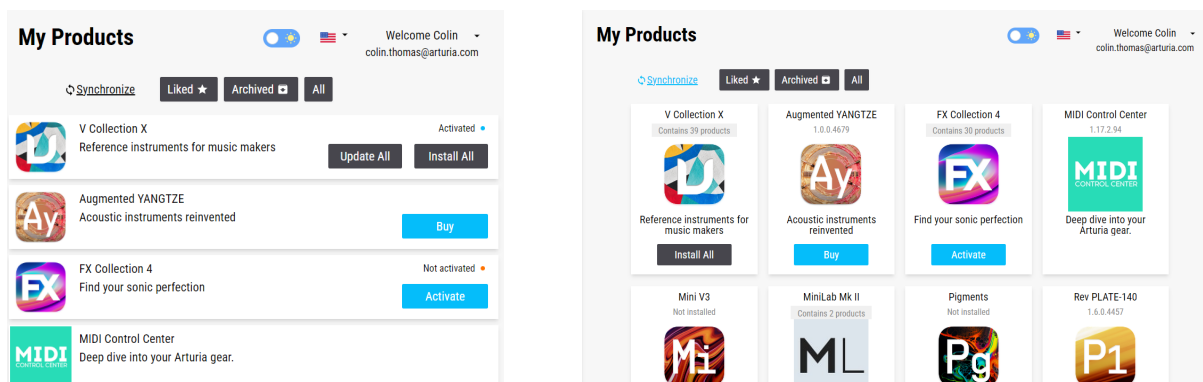 My Products
Welcome Colin
colin.thomas@arturia.com
Synchronize
Liked
Archived
All
V Collection X
Activated
Reference instruments for music makers
Update All
Install All
Ay
Augmented YANGTZE
Acoustic instruments reinvented
Buy
FX
FX Collection 4
Not activated
Find your sonic perfection
Activate
MIDI
CONTROL CENTER
MIDI Control Center
Deep dive into your Arturia gear.
My Products
Welcome Colin
colin.thomas@arturia.com
Synchronize
Liked
Archived
All
V Collection X
Contains 39 products
Reference instruments for
music makers
Install All
Augmented YANGTZE
1.0.0.4679
Ay
Acoustic instruments
reinvented
Buy
FX Collection 4
Contains 30 products
FX
Find your sonic perfection
Activate
MIDI Control Center
1.17.2.94
MIDI
CONTROL CENTER
Deep dive into your
Arturia gear.
Mini V3
Not installed
Mi
MiniLab Mk II
Contains 2 products
ML
Pigments
Not installed
Pg
Rev PLATE-140
1.6.0.4457
P1